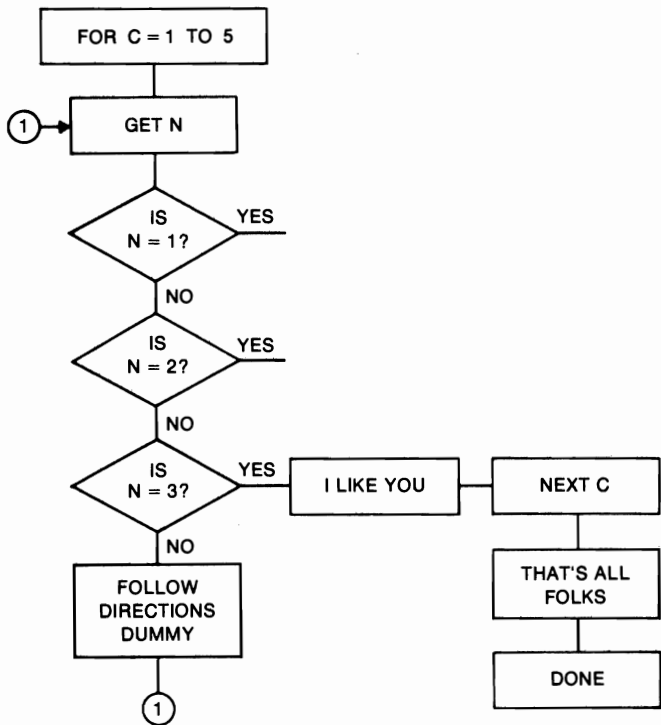 FOR C = 1 TO 5
1
GET N
IS
N = 1?
YES
NO
IS
N = 2?
YES
NO
IS
N = 3?
YES
I LIKE YOU
NEXT C
NO
FOLLOW
DIRECTIONS
DUMMY
THAT'S ALL
FOLKS
DONE
1